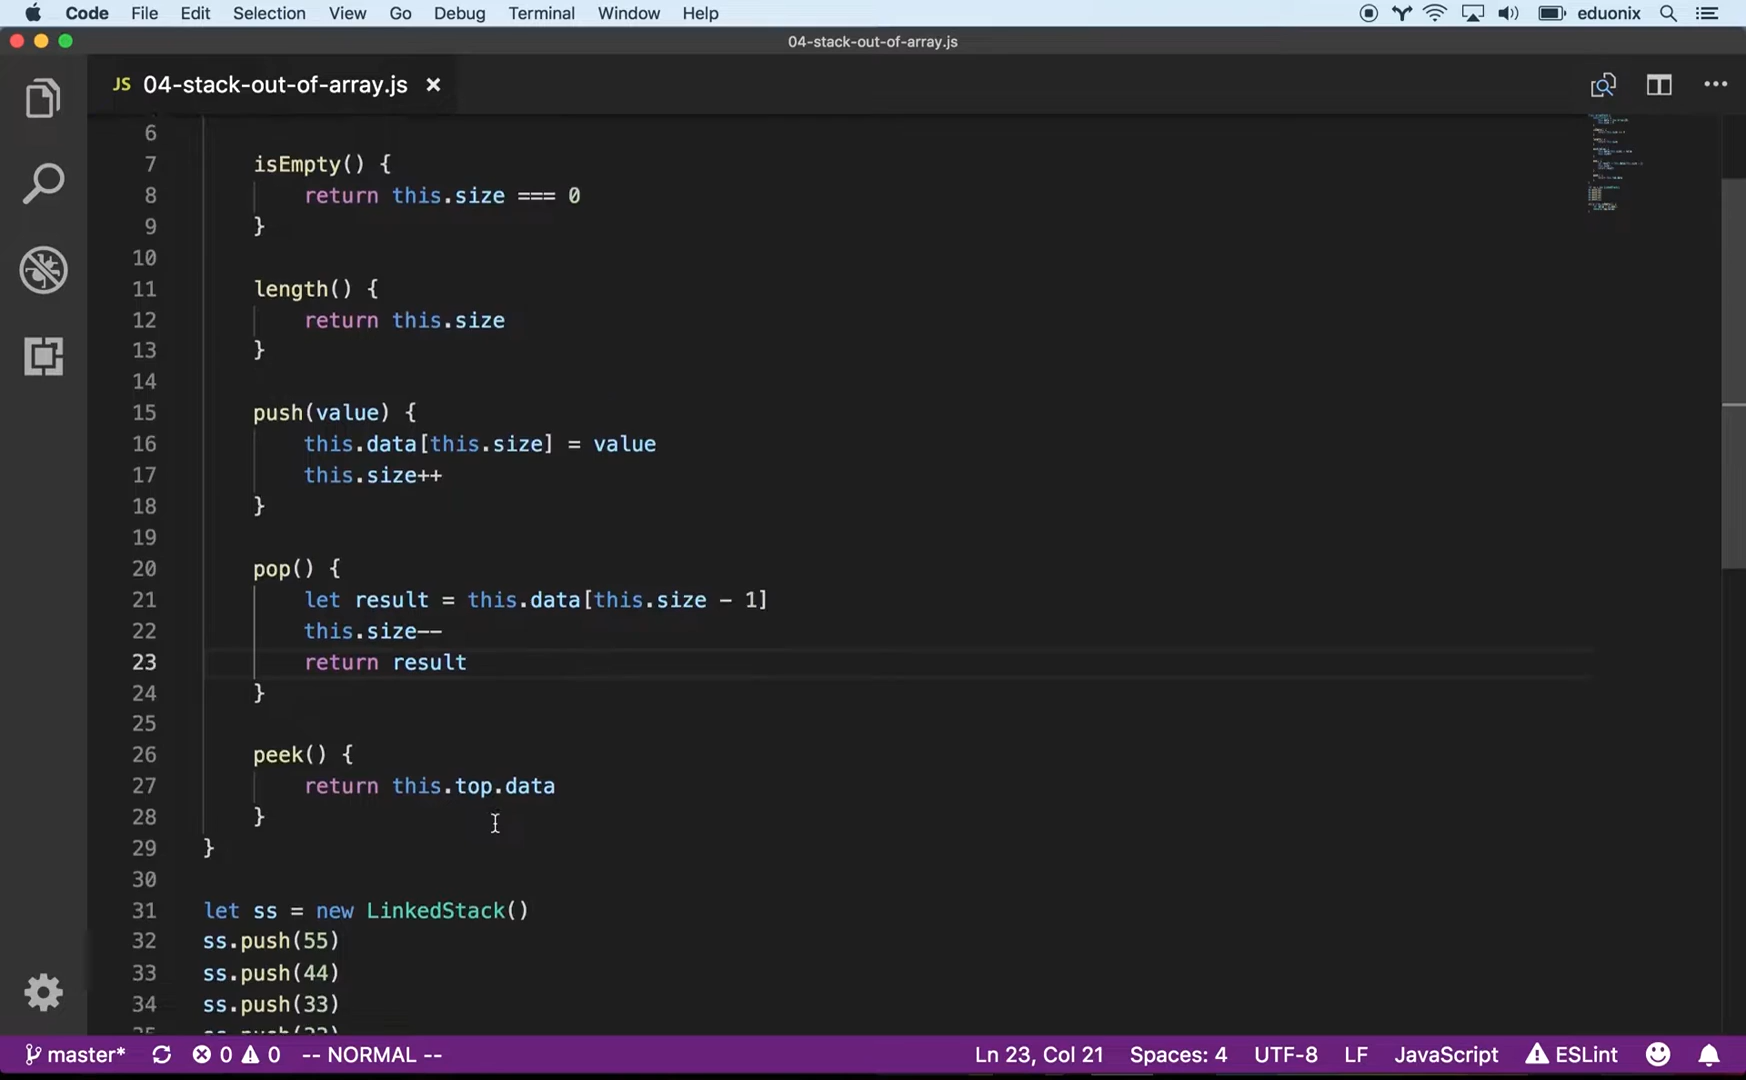 Code File Edit Selection View Go Debug Terminal Window Help eduonix
04-stack-out-of-array.js
JS 04-stack-out-of-array.js
6
7 isEmpty() {
8 return this.size === 0
9 }
10
11 length() {
12 return this.size
13 }
14
15 push(value) {
16 this.data[this.size] = value
17 this.size++
18 }
19
20 pop() {
21 let result = this.data[this.size - 1]
22 this.size--
23 return result
24 }
25
26 peek() {
27 return this.top.data
28 }
29 }
30
31 let ss = new LinkedStack()
32 ss.push(55)
33 ss.push(44)
34 ss.push(33)
master* 0 0 -- NORMAL -- Ln 23, Col 21 Spaces: 4 UTF-8 LF JavaScript ESLint